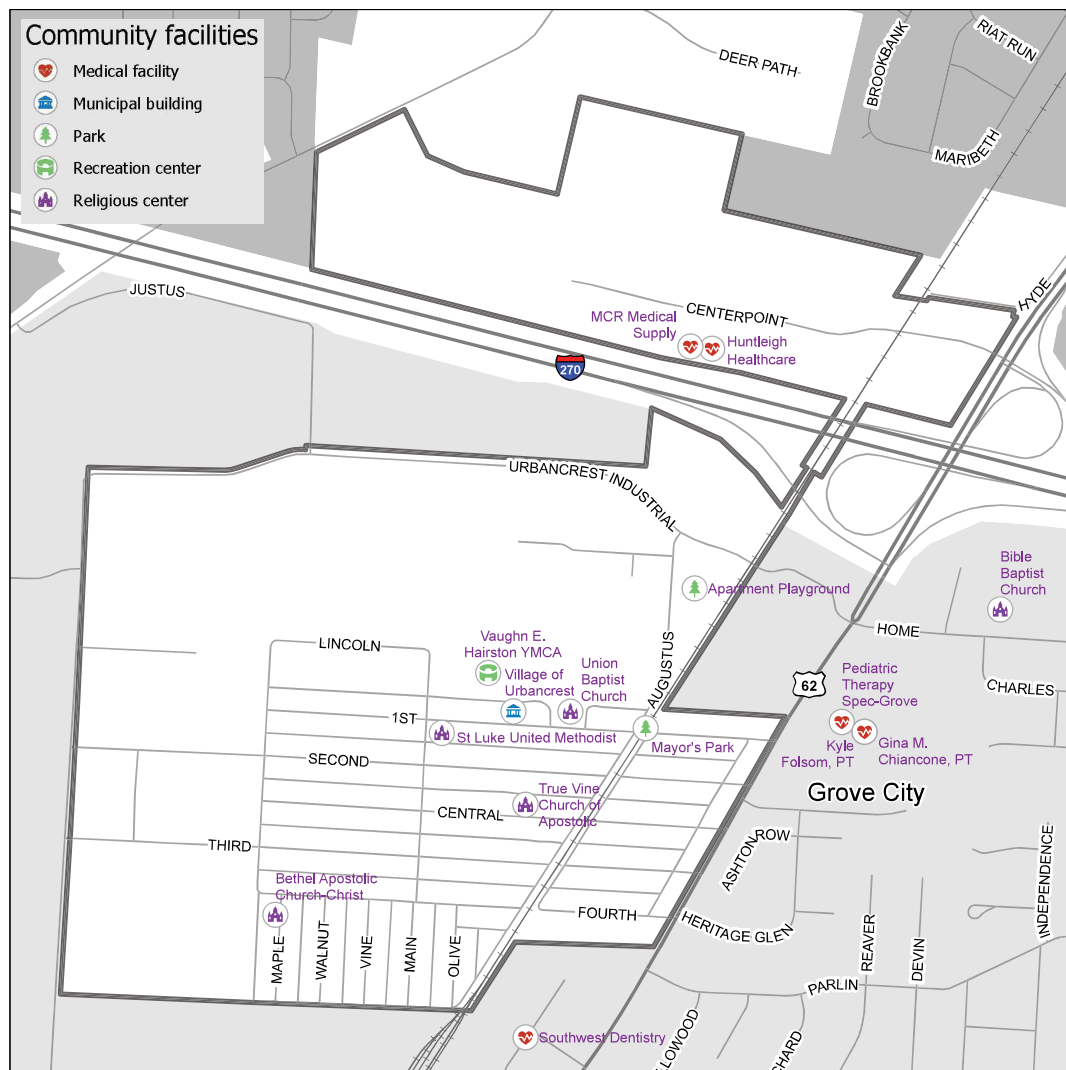 Community facilities
Medical facility
Municipal building
Park
Recreation center
Religious center
DEER PATH
BROOKBANK
RIAT RUN
MARIBETH
JUSTUS
HYDE
CENTERPOINT
MCR Medical
Supply
Huntleigh
Healthcare
270
URBANCREST INDUSTRIAL
Bible
Baptist
Church
Apartment Playground
HOME
LINCOLN
Vaughn E.
Hairston YMCA
Village of
Urbancrest
Union
Baptist
Church
AUGUSTUS
62
Pediatric
Therapy
Spec-Grove
CHARLES
1ST
St Luke United Methodist
Mayor's Park
Kyle
Folsom, PT
Gina M.
Chiancone, PT
SECOND
Grove City
True Vine
Church of
Apostolic
CENTRAL
THIRD
ROW
ASHTON
INDEPENDENCE
Bethel Apostolic
Church-Christ
FOURTH
HERITAGE GLEN
MAPLE
WALNUT
VINE
MAIN
OLIVE
REAVER
DEVIN
PARLIN
Southwest Dentistry
LLOWOOD
CHARD